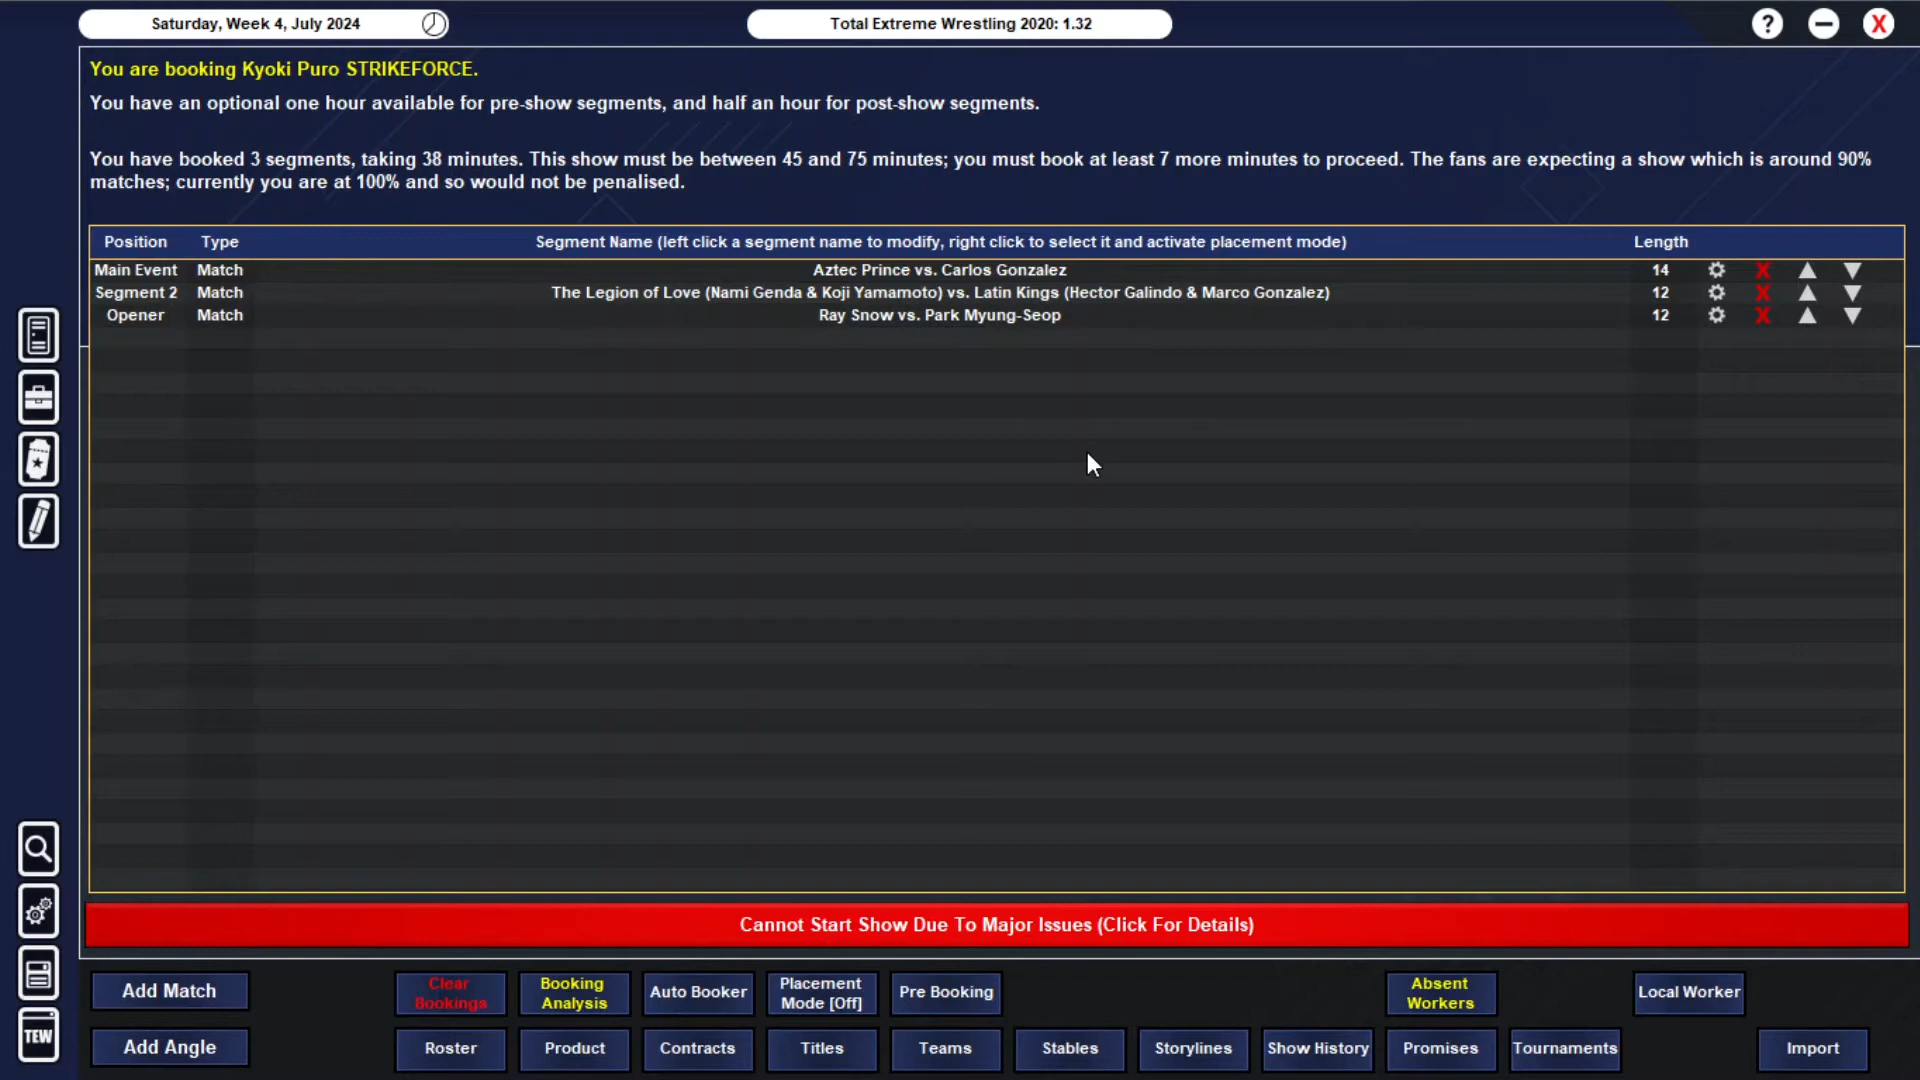 Saturday, Week 4, July 2024
Total Extreme Wrestling 2020: 1.32
?
X
You are booking Kyoki Puro STRIKEFORCE.
You have an optional one hour available for pre-show segments, and half an hour for post-show segments.
You have booked 3 segments, taking 38 minutes. This show must be between 45 and 75 minutes; you must book at least 7 more minutes to proceed. The fans are expecting a show which is around 90%
matches; currently you are at 100% and so would not be penalised.
Position Type Segment Name (left click a segment name to modify, right click to select it and activate placement mode) Length
Main Event Match Aztec Prince vs. Carlos Gonzalez 14 X
Segment 2 Match The Legion of Love (Nami Genda & Koji Yamamoto) vs. Latin Kings (Hector Galindo & Marco Gonzalez) 12 X
Opener Match Ray Snow vs. Park Myung-Seop 12 X
Cannot Start Show Due To Major Issues (Click For Details)
Add Match
Clear
Bookings
Booking
Analysis
Auto Booker
Placement
Mode [Off]
Pre Booking
Absent
Workers
Local Worker
TEW
Add Angle
Roster
Product
Contracts
Titles
Teams
Stables
Storylines
Show History
Promises
Tournaments
Import